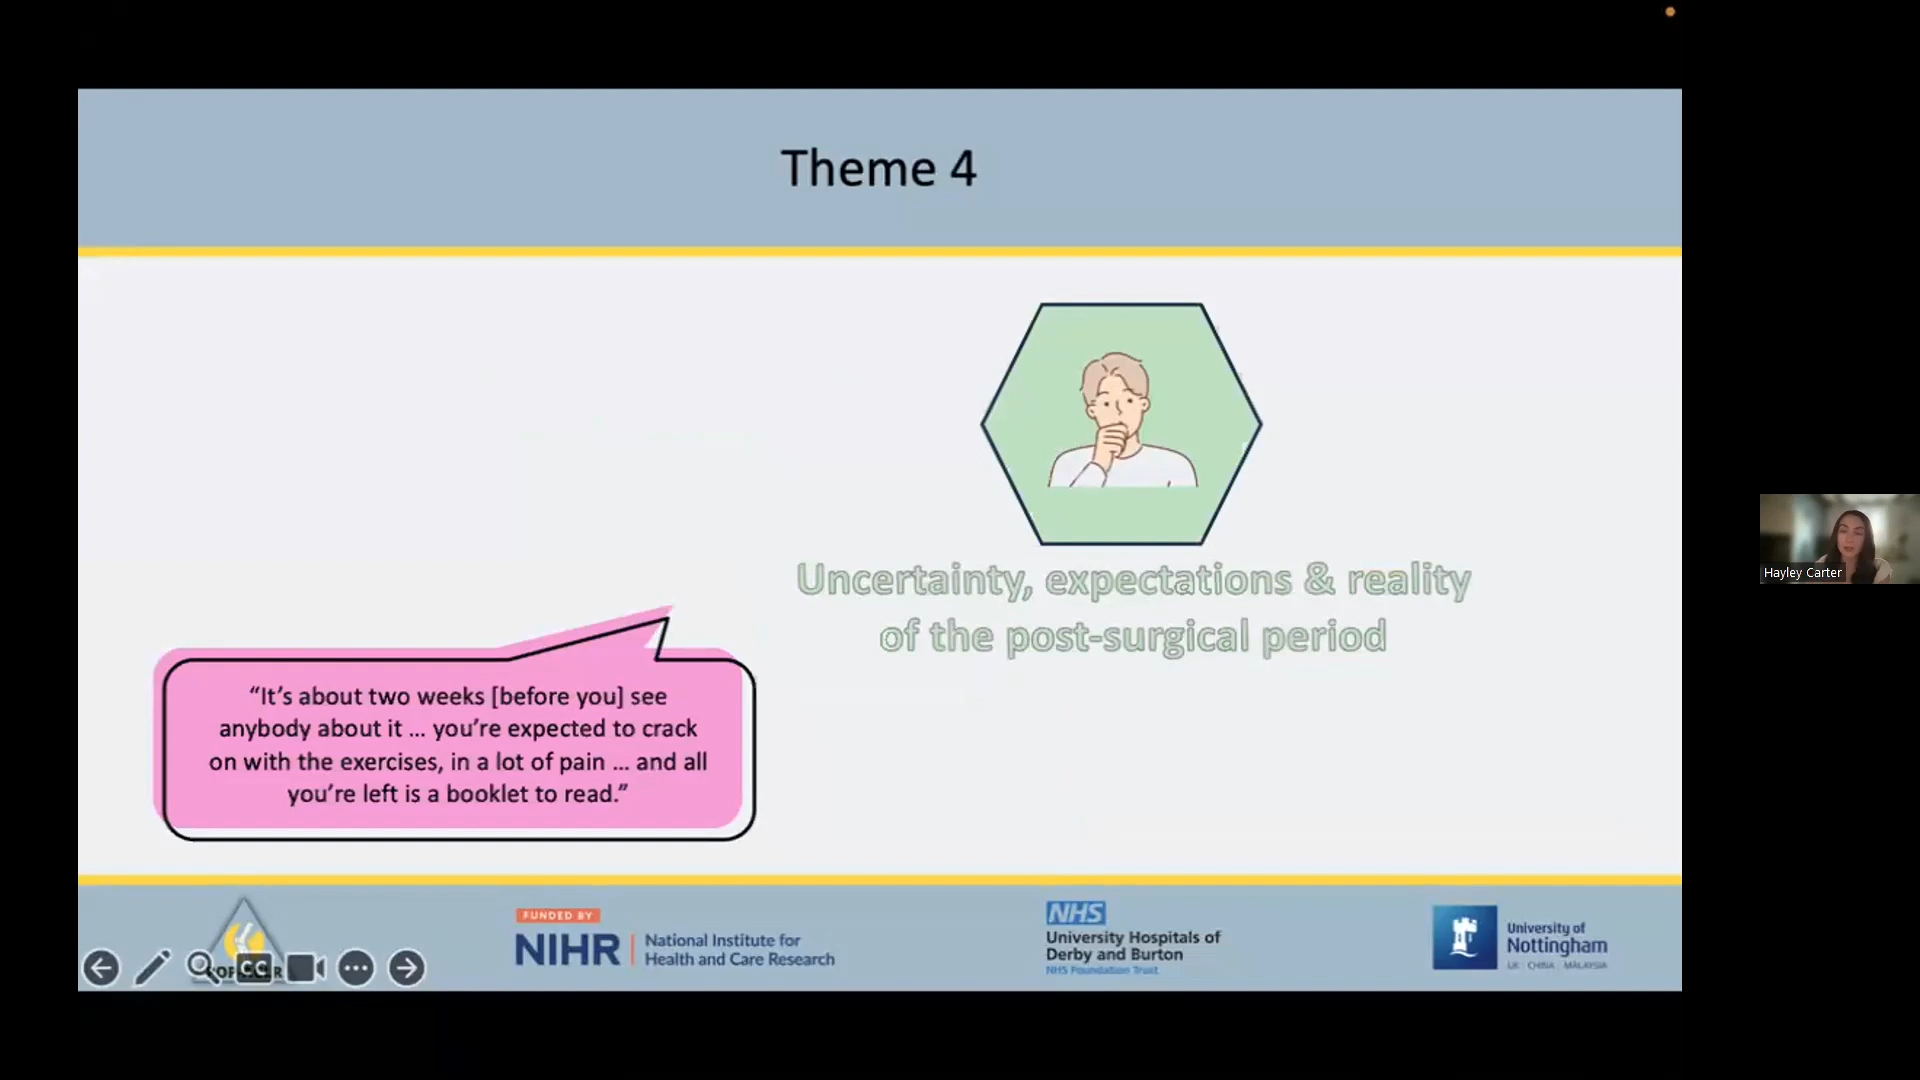 Theme 4
Uncertainty, expectations & reality
of the post-surgical period
“It’s about two weeks [before you] see
anybody about it ... you’re expected to crack
on with the exercises, in a lot of pain ... and all
you’re left is a booklet to read.”
Hayley Carter
CC
FUNDED BY
NIHR
National Institute for
Health and Care Research
NHS
University Hospitals of
Derby and Burton
NHS Foundation Trust
University of
Nottingham
UK | CHINA | MALAYSIA